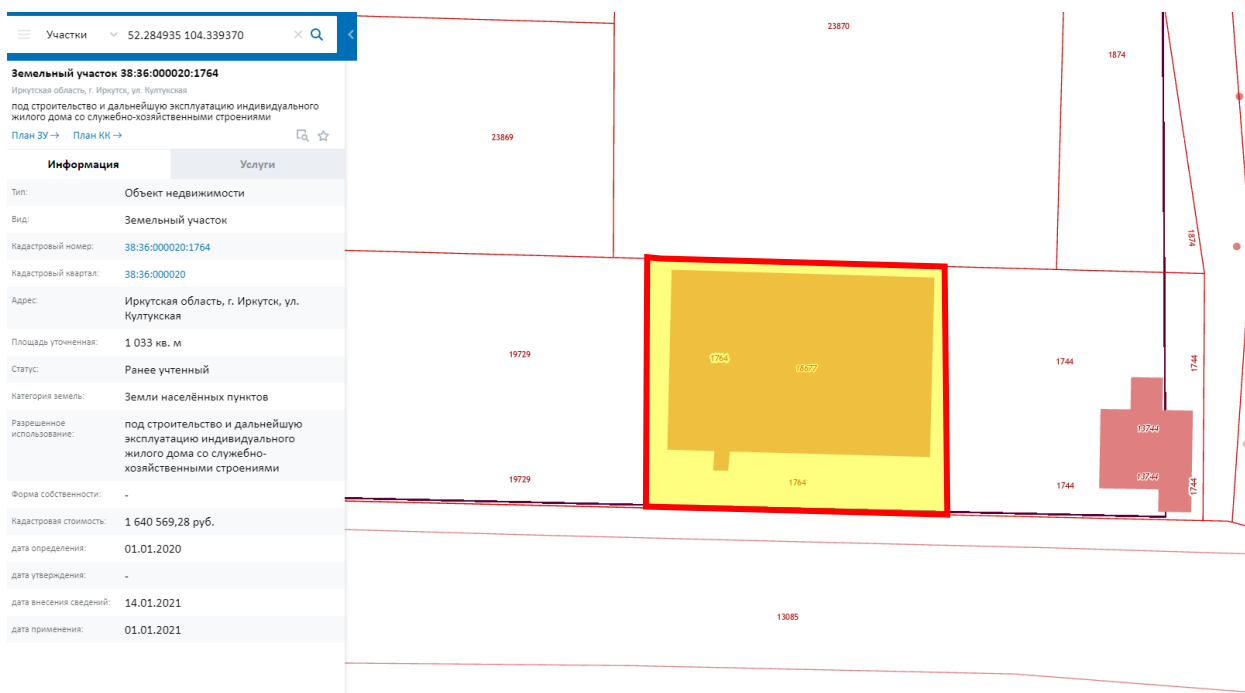 Участки 52.284935 104.339370
Земельный участок 38:36:000020:1764
Иркутская область, г. Иркутск, ул. Култукская
под строительство и дальнейшую эксплуатацию индивидуального
жилого дома со служебно-хозяйственными строениями
План ЗУ → План КК →
Информация Услуги
Тип: Объект недвижимости
Вид: Земельный участок
Кадастровый номер: 38:36:000020:1764
Кадастровый квартал: 38:36:000020
Адрес: Иркутская область, г. Иркутск, ул.
Култукская
Площадь уточненная: 1 033 кв. м
Статус: Ранее учтенный
Категория земель: Земли населённых пунктов
Разрешенное
использование:
под строительство и дальнейшую
эксплуатацию индивидуального
жилого дома со служебно-
хозяйственными строениями
Форма собственности: -
Кадастровая стоимость: 1 640 569,28 руб.
дата определения: 01.01.2020
дата утверждения: -
дата внесения сведений: 14.01.2021
дата применения: 01.01.2021
23870
1874
23869
1874
19729
1764
18677
1744
1744
13744
19729
1764
1744
13744
1744
13085